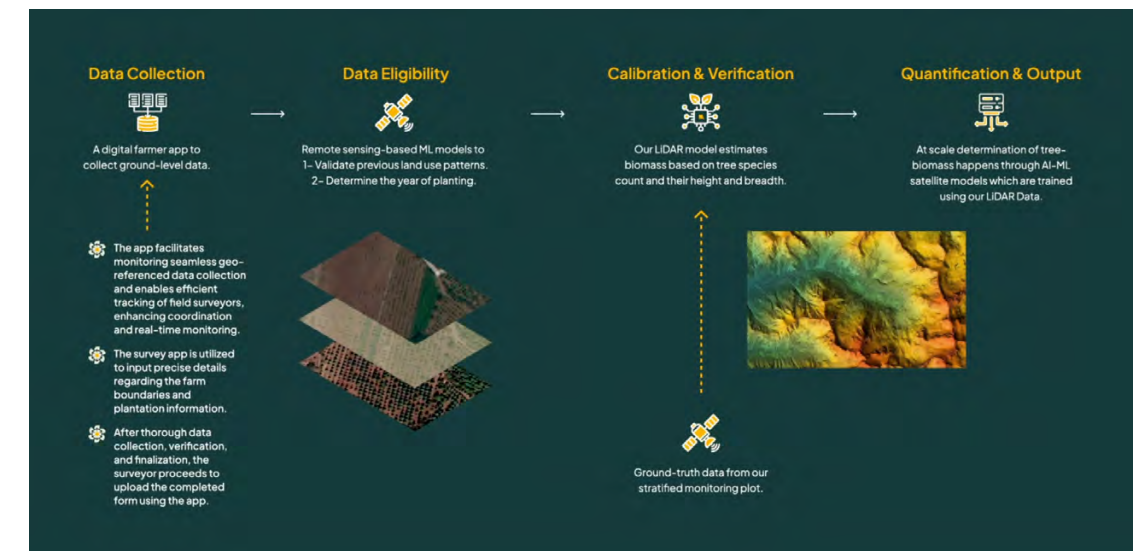 Data Collection
A digital farmer app to
collect ground-level data.
The app facilitates
monitoring seamless geo-
referenced data collection
and enables efficient
tracking of field surveyors,
enhancing coordination
and real-time monitoring.
The survey app is utilized
to input precise details
regarding the farm
boundaries and
plantation information.
After thorough data
collection, verification,
and finalization, the
surveyor proceeds to
upload the completed
form using the app.
Data Eligibility
Remote sensing-based ML models to
1- Validate previous land use patterns.
2- Determine the year of planting.
Calibration & Verification
Our LiDAR model estimates
biomass based on tree species
count and their height and breadth.
Ground-truth data from our
stratified monitoring plot.
Quantification & Output
At scale determination of tree-
biomass happens through AI-ML
satellite models which are trained
using our LiDAR Data.